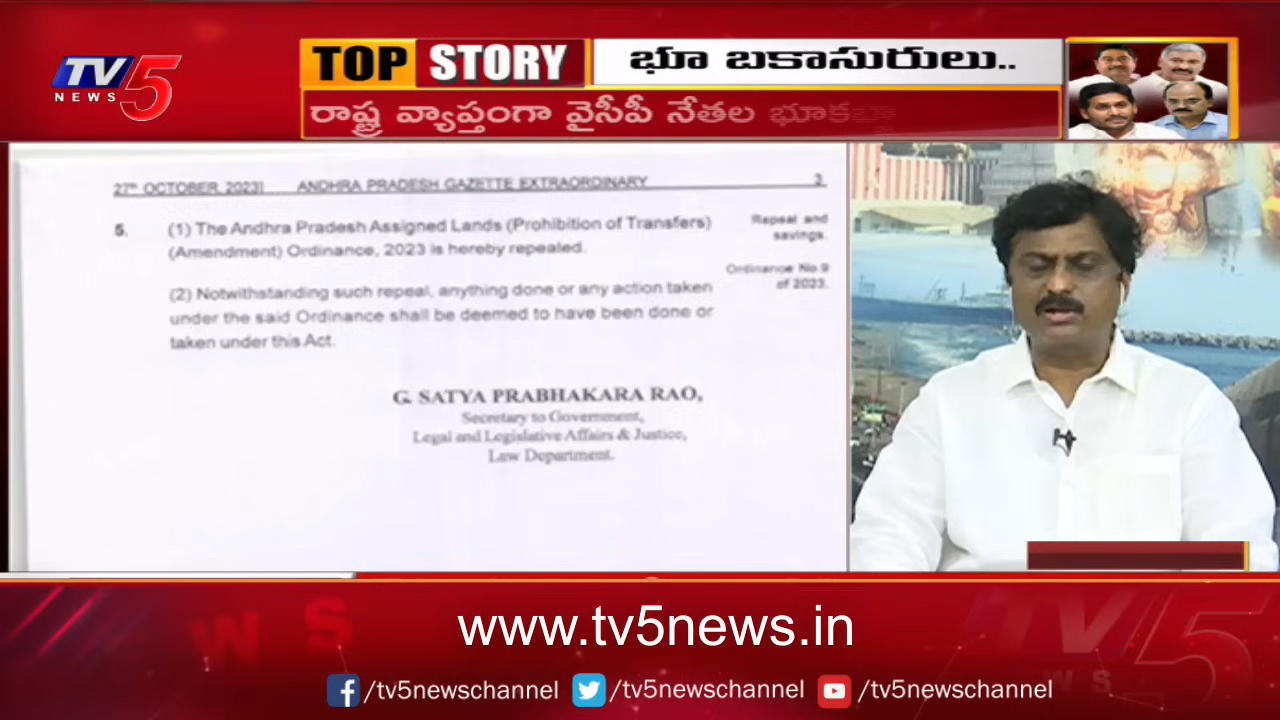 TV5
NEWS
TOP STORY
భూ బకాసురులు..
రాష్ట్ర వ్యాప్తంగా వైసీపీ నేతల భూకబ్జా
27th OCTOBER, 2023] ANDHRA PRADESH GAZETTE EXTRAORDINARY 3
5. (1) The Andhra Pradesh Assigned Lands (Prohibition of Transfers)
(Amendment) Ordinance, 2023 is hereby repealed.
Repeal and
savings.
Ordinance No.9
of 2023.
(2) Notwithstanding such repeal, anything done or any action taken
under the said Ordinance shall be deemed to have been done or
taken under this Act.
G. SATYA PRABHAKARA RAO,
Secretary to Government,
Legal and Legislative Affairs & Justice,
Law Department.
www.tv5news.in
/tv5newschannel /tv5newschannel /tv5newschannel